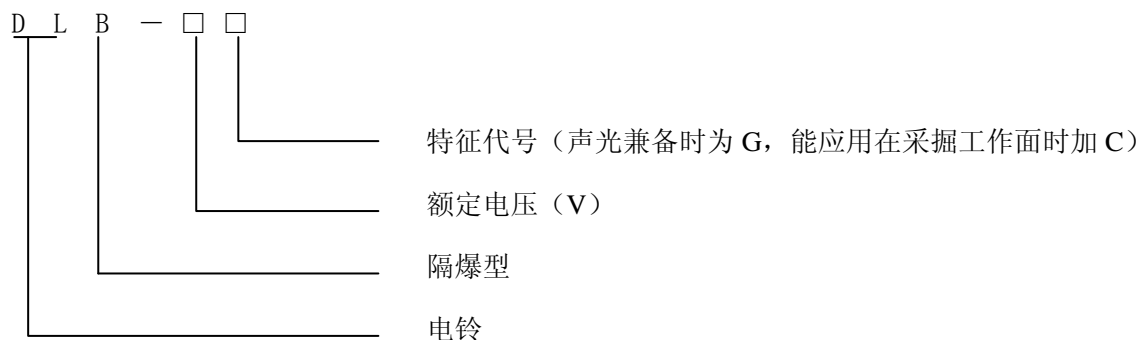 D L B － □ □
特征代号（声光兼备时为 G，能应用在采掘工作面时加 C）
额定电压（V）
隔爆型
电铃